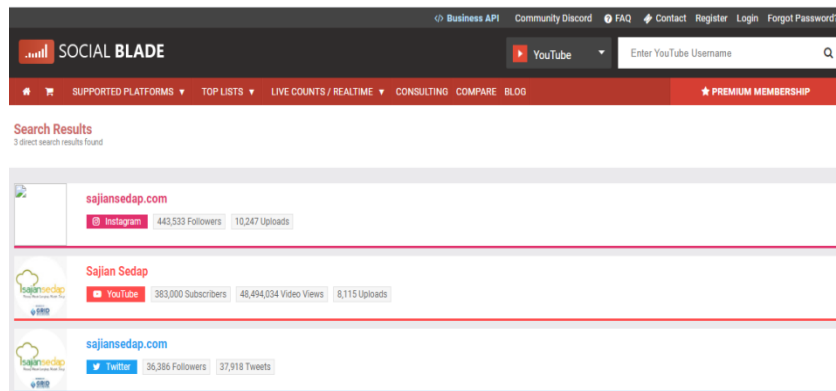 </> Business API Community Discord FAQ Contact Register Login Forgot Password?
SOCIAL BLADE
YouTube
Enter YouTube Username
SUPPORTED PLATFORMS TOP LISTS LIVE COUNTS / REALTIME CONSULTING COMPARE BLOG PREMIUM MEMBERSHIP
Search Results
3 direct search results found
sajiansedap.com
Instagram 443,533 Followers 10,247 Uploads
Sajian Sedap
YouTube 383,000 Subscribers 48,494,034 Video Views 8,115 Uploads
sajiansedap
sajiansedap.com
Twitter 36,386 Followers 37,918 Tweets
sajiansedap